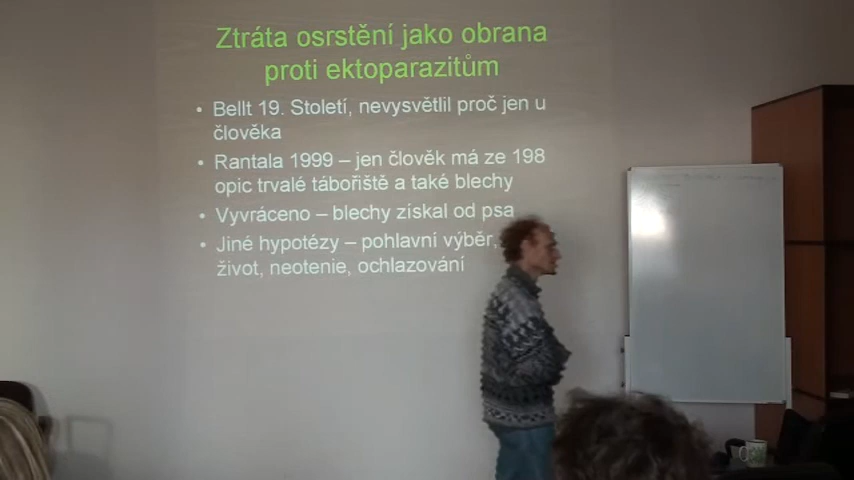 Ztráta osrstění jako obrana
proti ektoparazitům
• Bellt 19. Století, nevysvětlil proč jen u
člověka
• Rantala 1999 – jen člověk má ze 198
opic trvalé tábořiště a také blechy
• Vyvráceno – blechy získal od psa
• Jiné hypotézy – pohlavní výběr,
život, neotenie, ochlazování